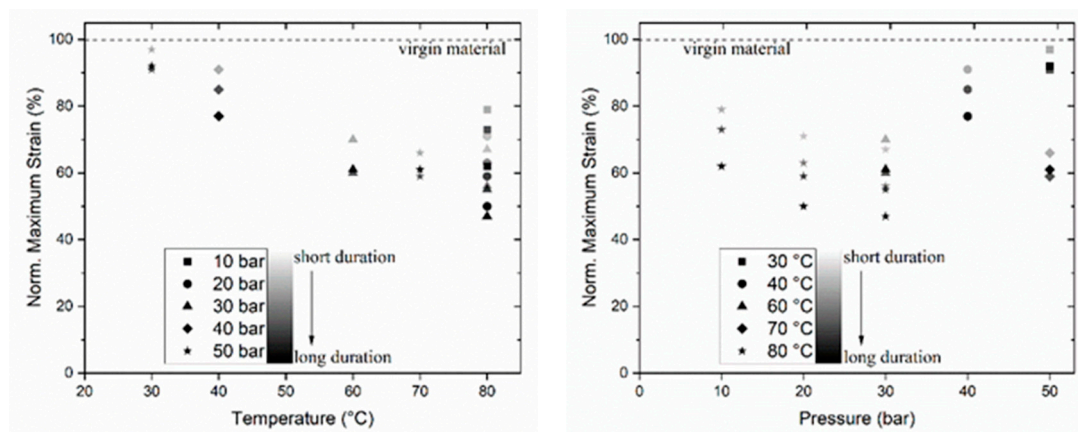 100
virgin material
80
60
40
20
0
Norm. Maximum Strain (%)
10 bar
20 bar
30 bar
40 bar
50 bar
short duration
long duration
20 30 40 50 60 70 80
Temperature (°C)
100
virgin material
80
60
40
20
0
Norm. Maximum Strain (%)
30 °C
40 °C
60 °C
70 °C
80 °C
short duration
long duration
0 10 20 30 40 50
Pressure (bar)